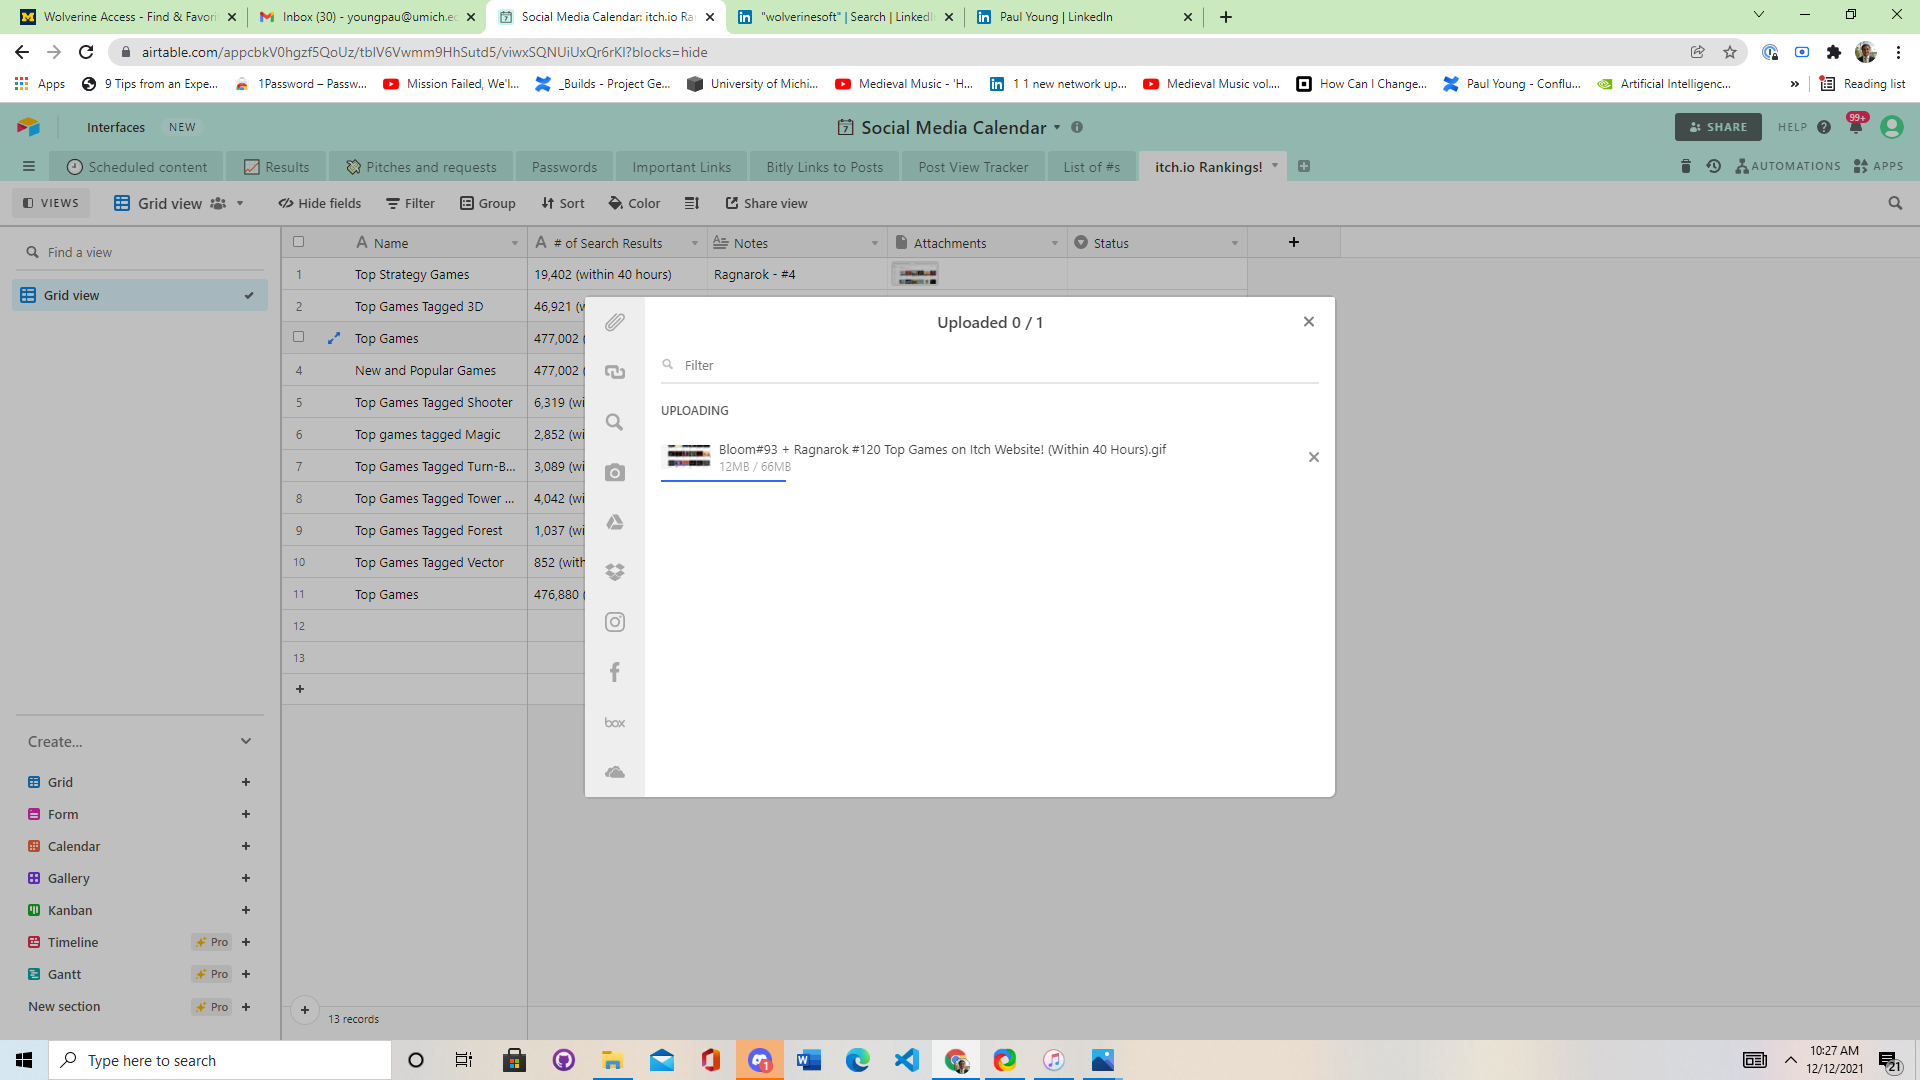 Wolverine Access - Find & Favori
Inbox (30) - youngpau@umich.ec
Social Media Calendar: itch.io Ra
"wolverinesoft" | Search | LinkedI
Paul Young | LinkedIn
airtable.com/appcbkV0hgzf5QoUz/tblV6Vwmm9HhSutd5/viwxSQNUiUxQr6rKI?blocks=hide
Apps
9 Tips from an Expe...
1Password – Passw...
Mission Failed, We'l...
_Builds - Project Ge...
University of Michi...
Medieval Music - 'H...
1 1 new network up...
Medieval Music vol....
How Can I Change...
Paul Young - Conflu...
Artificial Intelligenc...
»
Reading list
Interfaces
NEW
Social Media Calendar
SHARE
HELP
99+
Scheduled content
Results
Pitches and requests
Passwords
Important Links
Bitly Links to Posts
Post View Tracker
List of #s
itch.io Rankings!
AUTOMATIONS
APPS
VIEWS
Grid view
Hide fields
Filter
Group
Sort
Color
Share view
Find a view
Grid view
Name
# of Search Results
Notes
Attachments
Status
1 Top Strategy Games 19,402 (within 40 hours) Ragnarok - #4
2 Top Games Tagged 3D 46,921 (w
Top Games 477,002 (
4 New and Popular Games 477,002 (
5 Top Games Tagged Shooter 6,319 (wi
6 Top games tagged Magic 2,852 (wi
7 Top Games Tagged Turn-B... 3,089 (wi
8 Top Games Tagged Tower ... 4,042 (wi
9 Top Games Tagged Forest 1,037 (wi
10 Top Games Tagged Vector 852 (with
11 Top Games 476,880 (
12
13
+
Uploaded 0 / 1
Filter
UPLOADING
Bloom#93 + Ragnarok #120 Top Games on Itch Website! (Within 40 Hours).gif
12MB / 66MB
box
Create...
Grid +
Form +
Calendar +
Gallery +
Kanban +
Timeline Pro +
Gantt Pro +
New section Pro +
+ 13 records
Type here to search
1
10:27 AM
12/12/2021
21